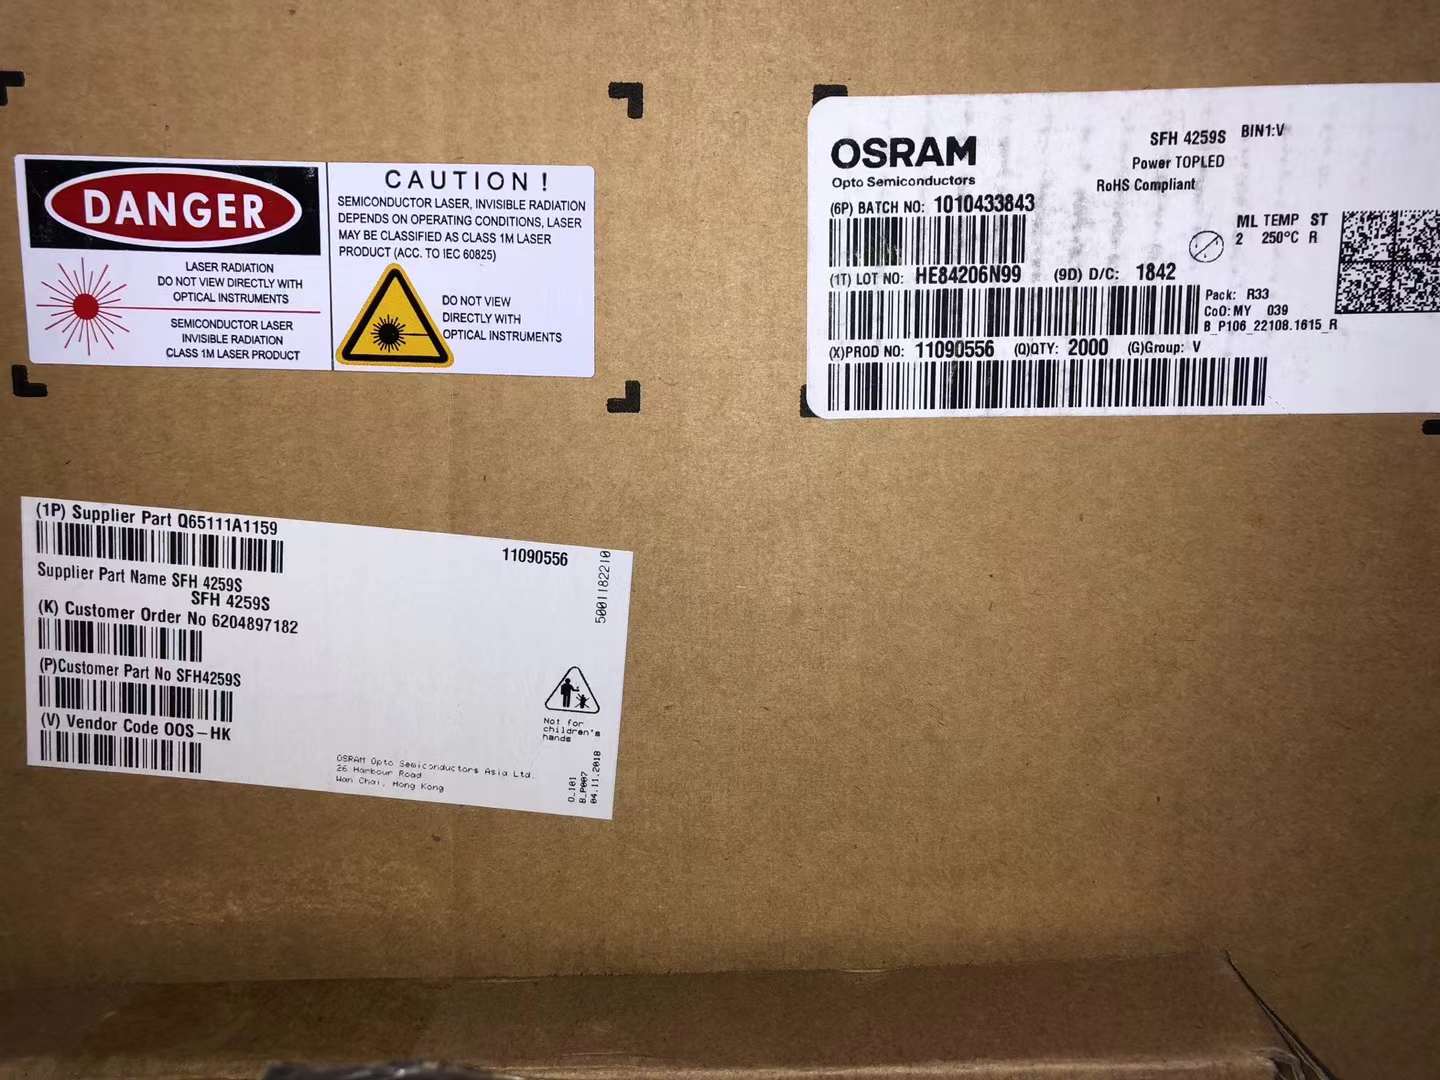 DANGER
LASER RADIATION
DO NOT VIEW DIRECTLY WITH
OPTICAL INSTRUMENTS
SEMICONDUCTOR LASER
INVISIBLE RADIATION
CLASS 1M LASER PRODUCT
CAUTION !
SEMICONDUCTOR LASER, INVISIBLE RADIATION
DEPENDS ON OPERATING CONDITIONS, LASER
MAY BE CLASSIFIED AS CLASS 1M LASER
PRODUCT (ACC. TO IEC 60825)
DO NOT VIEW
DIRECTLY WITH
OPTICAL INSTRUMENTS
OSRAM
Opto Semiconductors
SFH 4259S BIN1:V
Power TOPLED
RoHS Compliant
(6P) BATCH NO: 1010433843
ML TEMP ST
2 250°C R
(1T) LOT NO: HE84206N99 (9D) D/C: 1842
Pack: R33
CoO: MY 039
B_P106_22108.1615_R
(X)PROD NO: 11090556 (Q)QTY: 2000 (G)Group: V
(1P) Supplier Part Q65111A1159
11090556
5001182210
Supplier Part Name SFH 4259S
SFH 4259S
(K) Customer Order No 6204897182
(P)Customer Part No SFH4259S
(V) Vendor Code OOS-HK
Not for
children's
hands
OSRAM Opto Semiconductors Asia Ltd.
26 Harbour Road
Wan Chai, Hong Kong
O_101
B_P007
04.11.2018